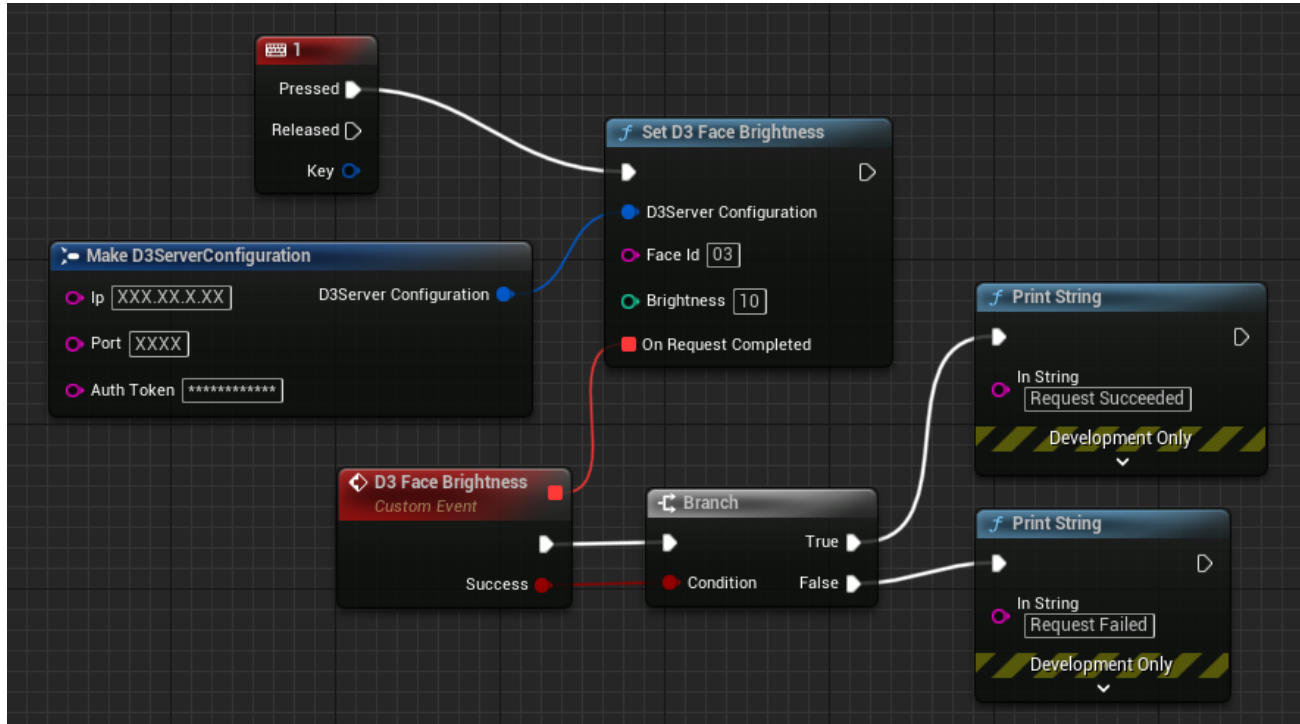 1
Pressed
Released
Key
Set D3 Face Brightness
D3Server Configuration
Face Id 03
Brightness 10
On Request Completed
Make D3ServerConfiguration
Ip XXX.XX.X.XX D3Server Configuration
Port XXXX
Auth Token ************
D3 Face Brightness
Custom Event
Success
Branch
True
Condition False
Print String
In String
Request Succeeded
Development Only
Print String
In String
Request Failed
Development Only